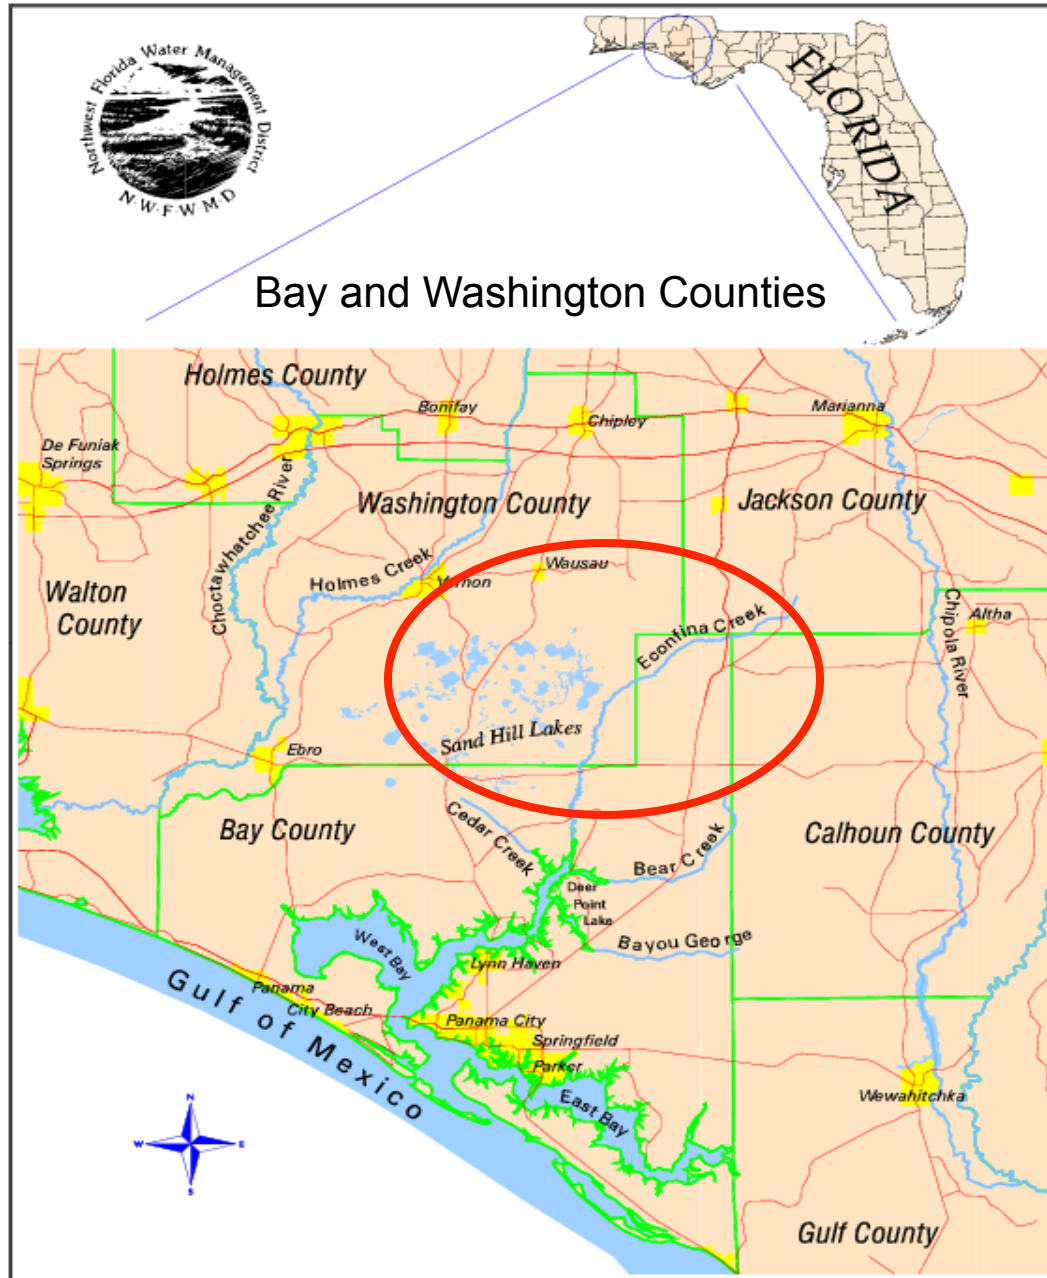 Northwest Florida Water Management District
N·W·F·W·M·D
FLORIDA
Bay and Washington Counties
Holmes County
Bonifay
Chipley
Marianna
De Funiak
Springs
Choctawhatchee River
Washington County
Jackson County
Holmes Creek
Vernon
Wausau
Walton
County
Econfina Creek
Chipola River
Altha
Sand Hill Lakes
Ebro
Bay County
Cedar Creek
Bear Creek
Calhoun County
Deer
Point
Lake
West Bay
Bayou George
Lynn Haven
Panama
City Beach
Panama City
Springfield
Parker
Gulf of Mexico
East Bay
Wewahitchka
N
W
E
S
Gulf County